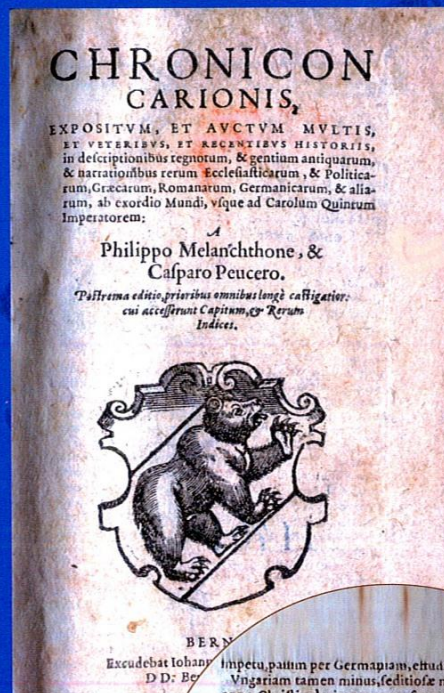 CHRONICON
CARIONIS,
EXPOSITVM, ET AVCTVM MVLTIS,
ET VETERIBVS, ET RECENTIBVS HISTORIIS,
in descriptionibus regnorum, & gentium antiquarum,
& narrationibus rerum Ecclesiasticarum, & Politica-
rum, Græcarum, Romanarum, Germanicarum, & alia-
rum, ab exordio Mundi, vsque ad Carolum Quintum
Imperatorem:
A
Philippo Melanchthone, &
Casparo Peucero.
Postrema editio, prioribus omnibus longè castigatior:
cui accesserunt Capitum, & Rerum
Indices.
BERN
Excudebat Iohann
D D: Be
impetu, passim per Germaniam,
Vngariam tamen minus, seditiosæ